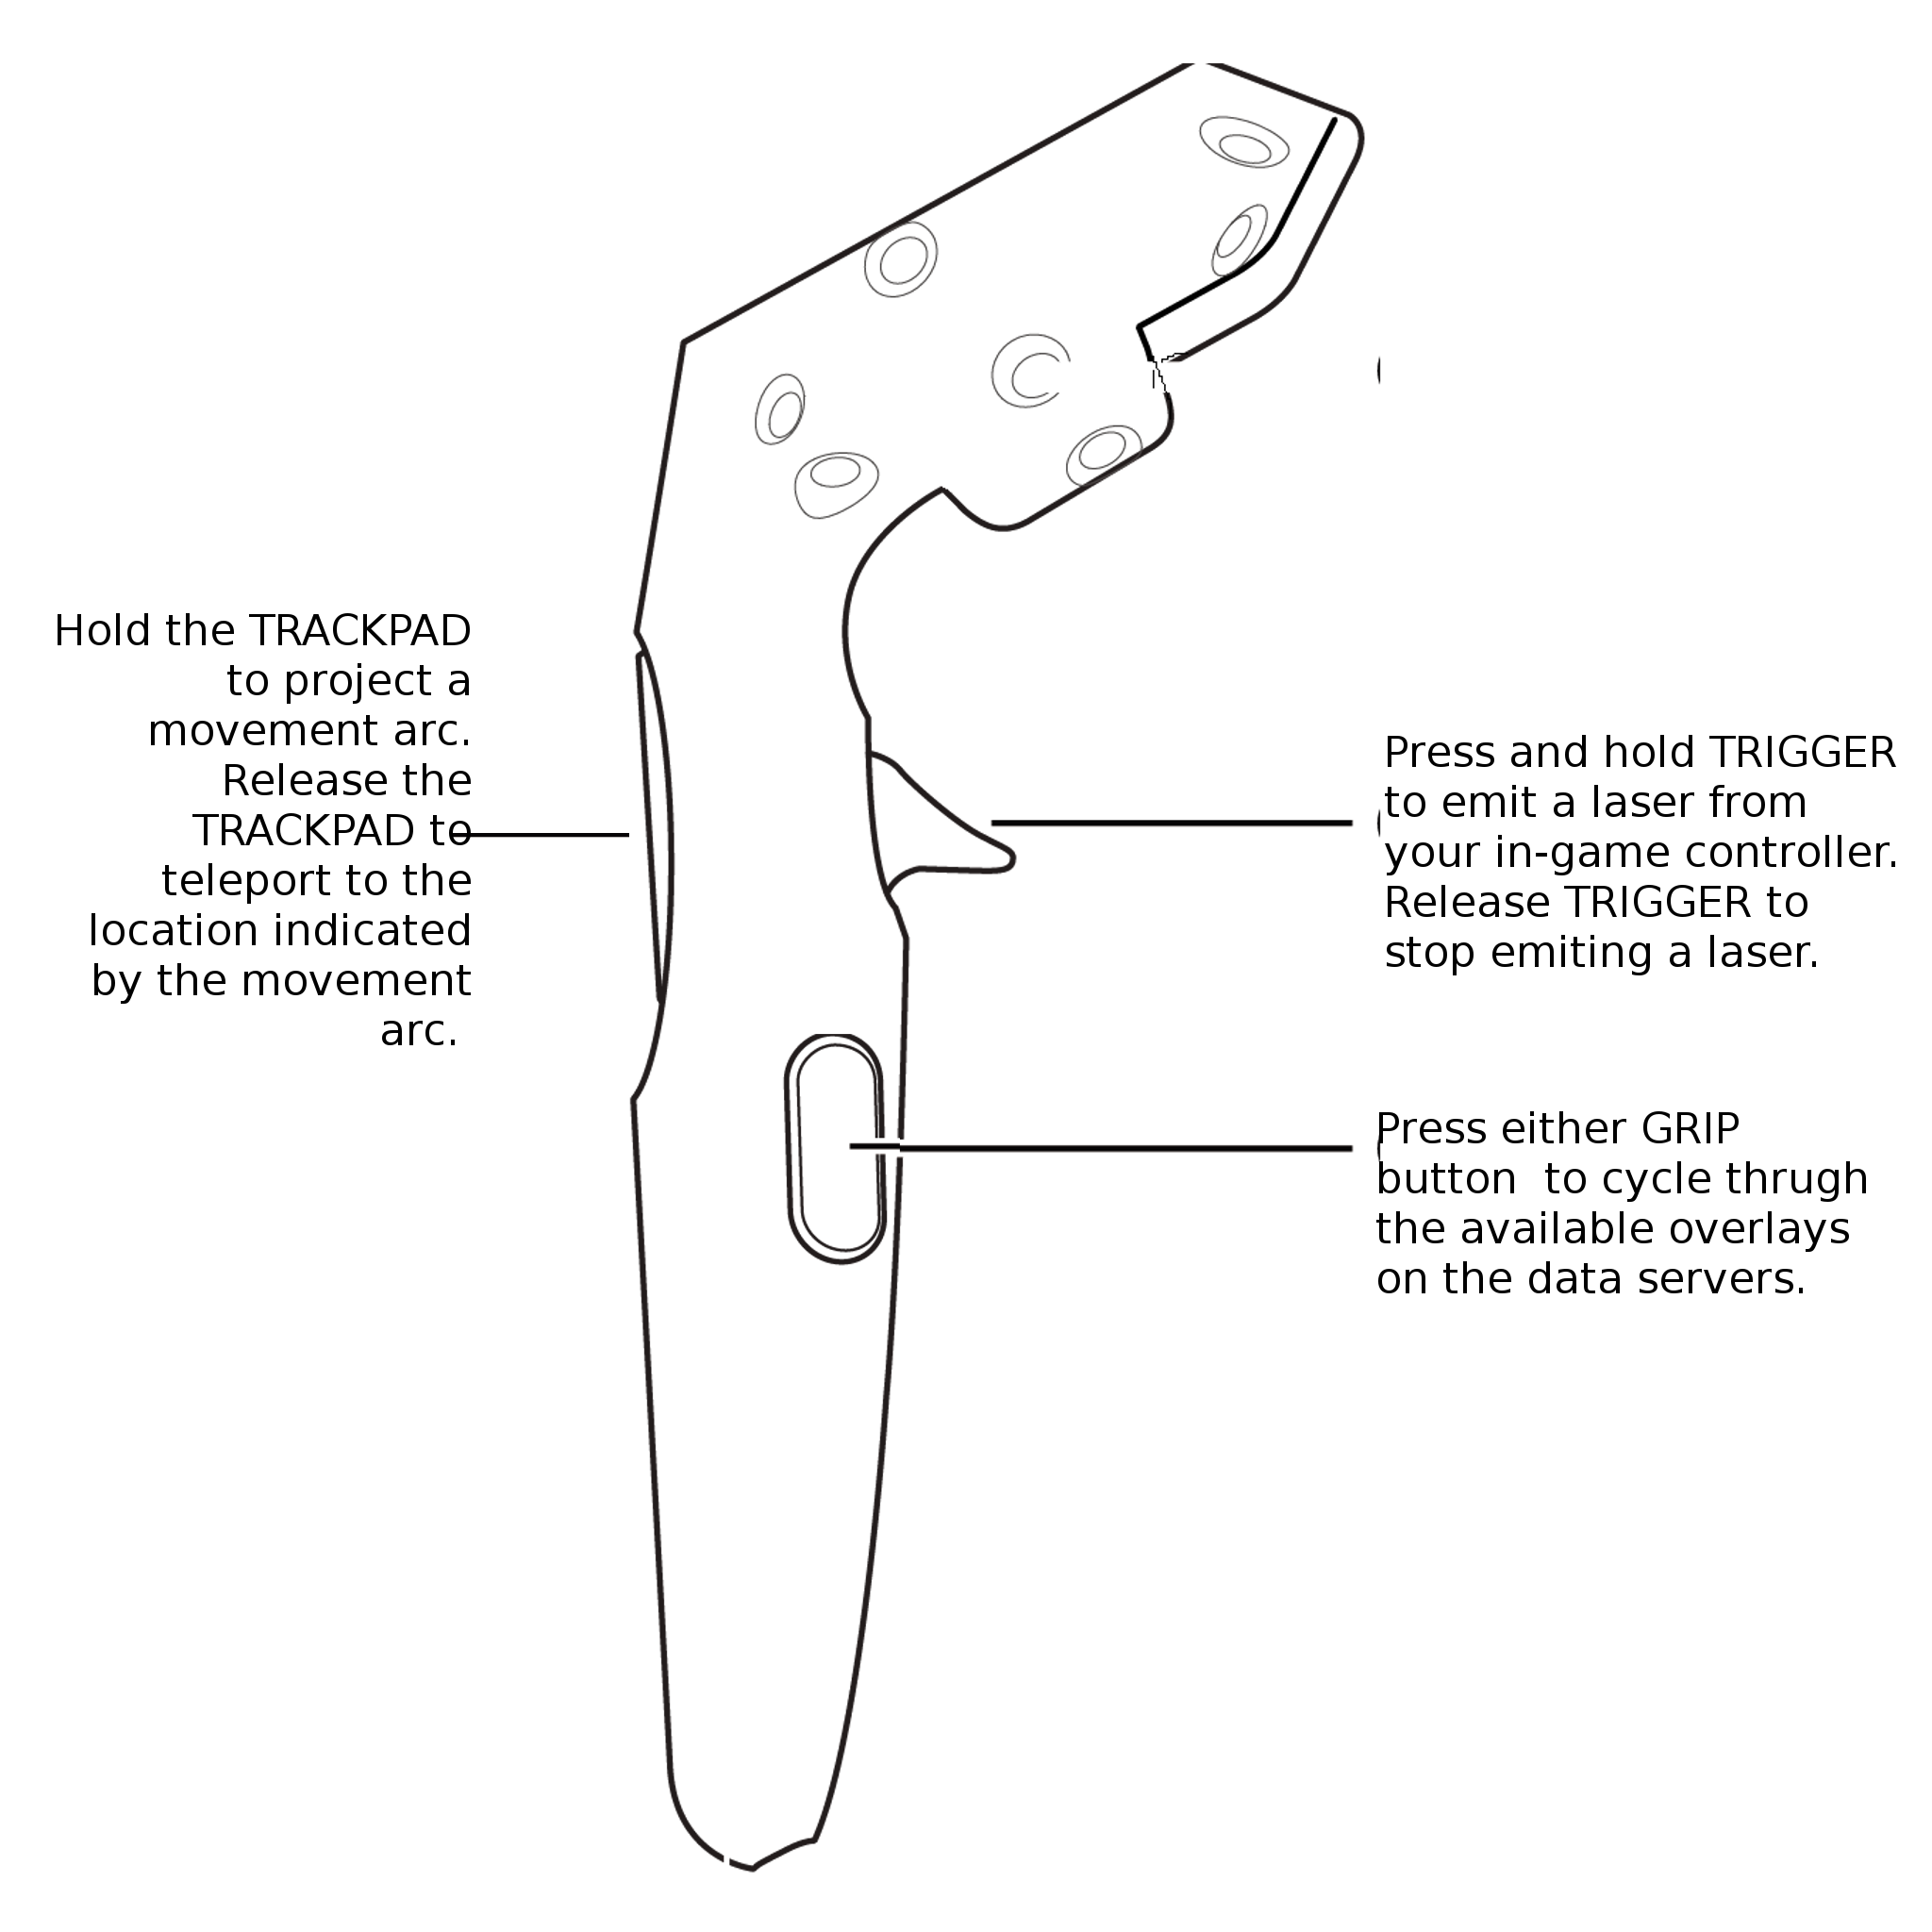 Hold the TRACKPAD
to project a
movement arc.
Release the
TRACKPAD to
teleport to the
location indicated
by the movement
arc.
Press and hold TRIGGER
to emit a laser from
your in-game controller.
Release TRIGGER to
stop emiting a laser.
Press either GRIP
button  to cycle thrugh
the available overlays
on the data servers.